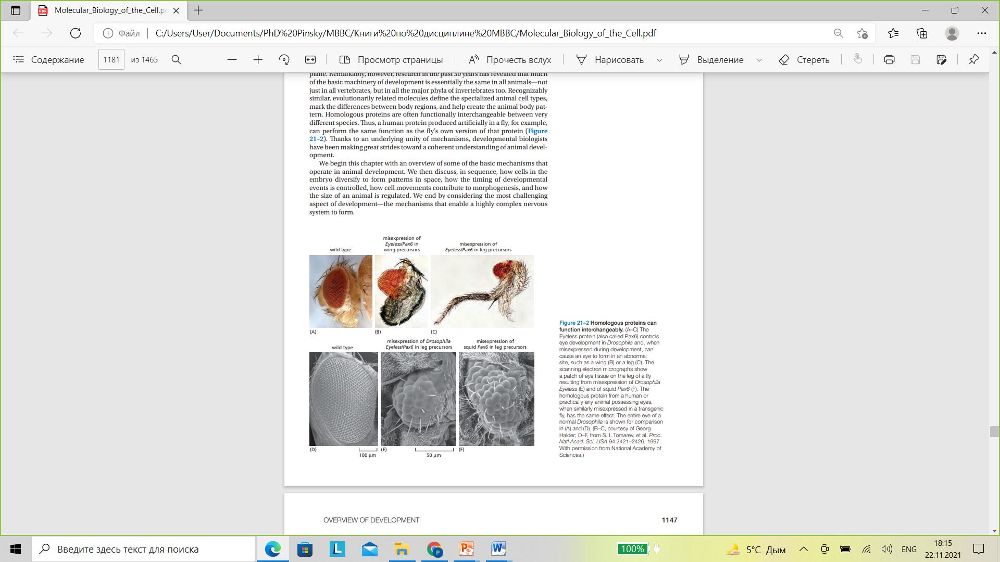 Molecular_Biology_of_the_Cell.pd
Файл
C:/Users/User/Documents/PhD%20Pinsky/MBBC/Книги%20по%20дисциплине%20MBBC/Molecular_Biology_of_the_Cell.pdf
Содержание
1181 из 1465
Просмотр страницы
Прочесть вслух
Нарисовать
Выделение
Стереть
plane. Remarkably, however, research in the past 30 years has revealed that much
of the basic machinery of development is essentially the same in all animals—not
just in all vertebrates, but in all the major phyla of invertebrates too. Recognizably
similar, evolutionarily related molecules define the specialized animal cell types,
mark the differences between body regions, and help create the animal body pat-
tern. Homologous proteins are often functionally interchangeable between very
different species. Thus, a human protein produced artificially in a fly, for example,
can perform the same function as the fly's own version of that protein (Figure
21–2). Thanks to an underlying unity of mechanisms, developmental biologists
have been making great strides toward a coherent understanding of animal devel-
opment.
We begin this chapter with an overview of some of the basic mechanisms that
operate in animal development. We then discuss, in sequence, how cells in the
embryo diversify to form patterns in space, how the timing of developmental
events is controlled, how cell movements contribute to morphogenesis, and how
the size of an animal is regulated. We end by considering the most challenging
aspect of development—the mechanisms that enable a highly complex nervous
system to form.
wild type
misexpression of
Eyeless/Pax6 in
wing precursors
misexpression of
Eyeless/Pax6 in leg precursors
(A)
(B)
(C)
wild type
misexpression of Drosophila
Eyeless/Pax6 in leg precursors
misexpression of
squid Pax6 in leg precursors
(D)
100 µm
(E)
50 µm
(F)
Figure 21–2 Homologous proteins can
function interchangeably. (A–C) The
Eyeless protein (also called Pax6) controls
eye development in Drosophila and, when
misexpressed during development, can
cause an eye to form in an abnormal
site, such as a wing (B) or a leg (C). The
scanning electron micrographs show
a patch of eye tissue on the leg of a fly
resulting from misexpression of Drosophila
Eyeless (E) and of squid Pax6 (F). The
homologous protein from a human or
practically any animal possessing eyes,
when similarly misexpressed in a transgenic
fly, has the same effect. The entire eye of a
normal Drosophila is shown for comparison
in (A) and (D). (B–C, courtesy of Georg
Halder; D–F, from S. I. Tomarev, et al. Proc.
Natl Acad. Sci. USA 94:2421–2426, 1997.
With permission from National Academy of
Sciences.)
OVERVIEW OF DEVELOPMENT
1147
Введите здесь текст для поиска
100%
5°C Дым
ENG
18:15
22.11.2021